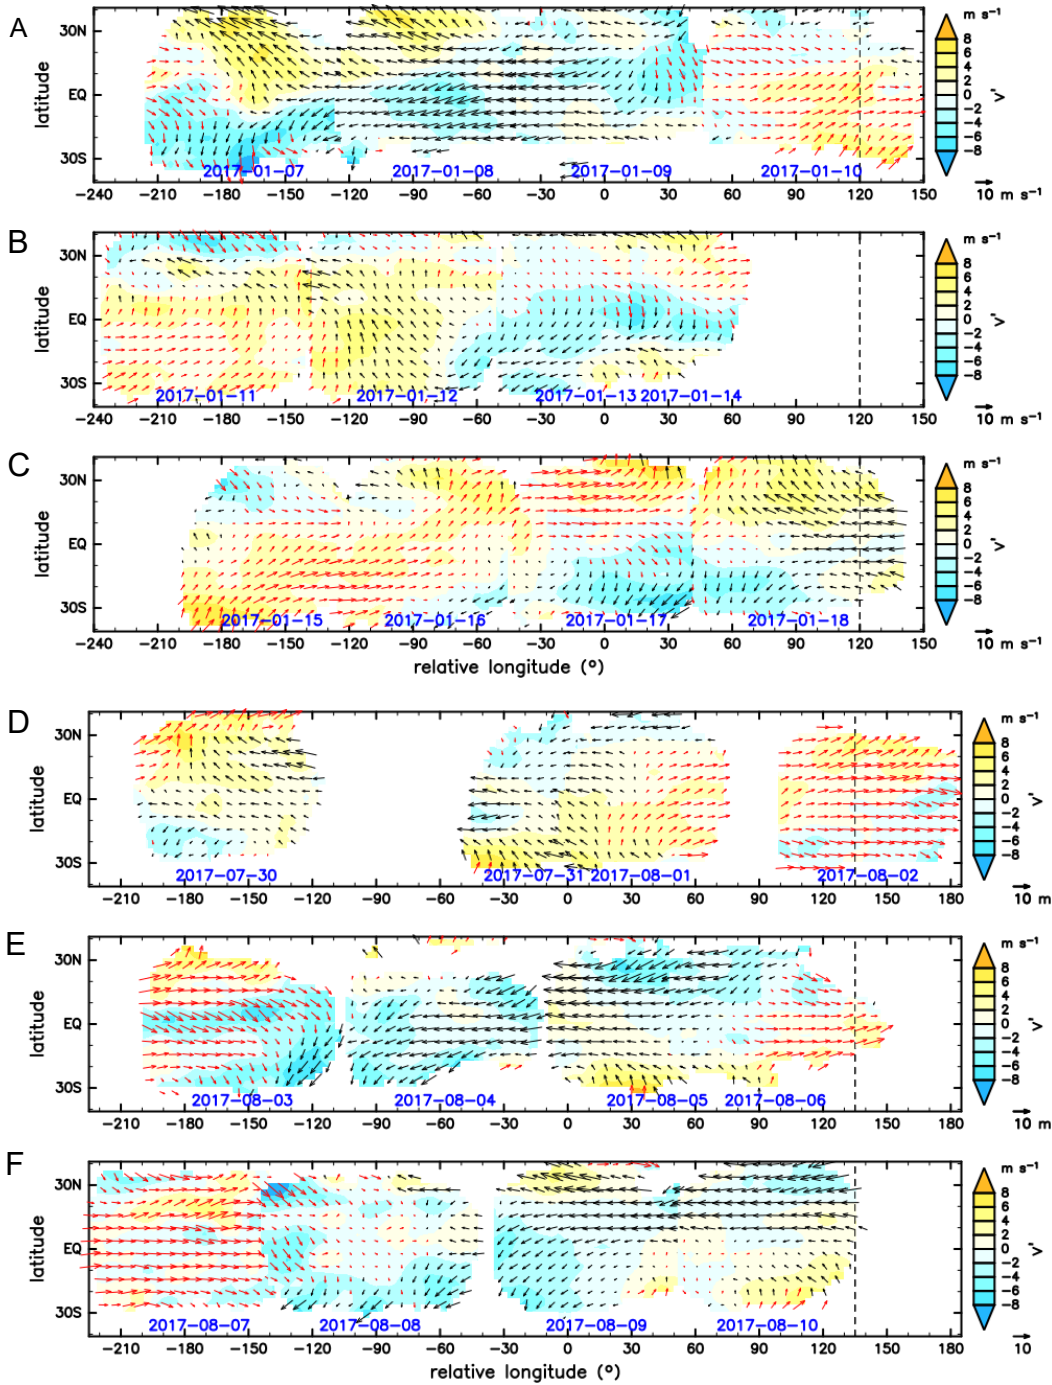 A
30N
EQ
30S
latitude
2017-01-07
2017-01-08
2017-01-09
2017-01-10
-240 -210 -180 -150 -120 -90 -60 -30 0 30 60 90 120 150
m s⁻¹
8
6
4
2
0
-2
-4
-6
-8
v'
10 m s⁻¹
B
30N
EQ
30S
latitude
2017-01-11
2017-01-12
2017-01-13
2017-01-14
-240 -210 -180 -150 -120 -90 -60 -30 0 30 60 90 120 150
m s⁻¹
8
6
4
2
0
-2
-4
-6
-8
v'
10 m s⁻¹
C
30N
EQ
30S
latitude
2017-01-15
2017-01-16
2017-01-17
2017-01-18
-240 -210 -180 -150 -120 -90 -60 -30 0 30 60 90 120 150
relative longitude (°)
m s⁻¹
8
6
4
2
0
-2
-4
-6
-8
v'
10 m s⁻¹
D
30N
EQ
30S
latitude
2017-07-30
2017-07-31
2017-08-01
2017-08-02
-210 -180 -150 -120 -90 -60 -30 0 30 60 90 120 150 180
m s⁻¹
8
6
4
2
0
-2
-4
-6
-8
v'
10 m
E
30N
EQ
30S
latitude
2017-08-03
2017-08-04
2017-08-05
2017-08-06
-210 -180 -150 -120 -90 -60 -30 0 30 60 90 120 150 180
m s⁻¹
8
6
4
2
0
-2
-4
-6
-8
v'
10 m
F
30N
EQ
30S
latitude
2017-08-07
2017-08-08
2017-08-09
2017-08-10
-210 -180 -150 -120 -90 -60 -30 0 30 60 90 120 150 180
relative longitude (°)
m s⁻¹
8
6
4
2
0
-2
-4
-6
-8
v'
10